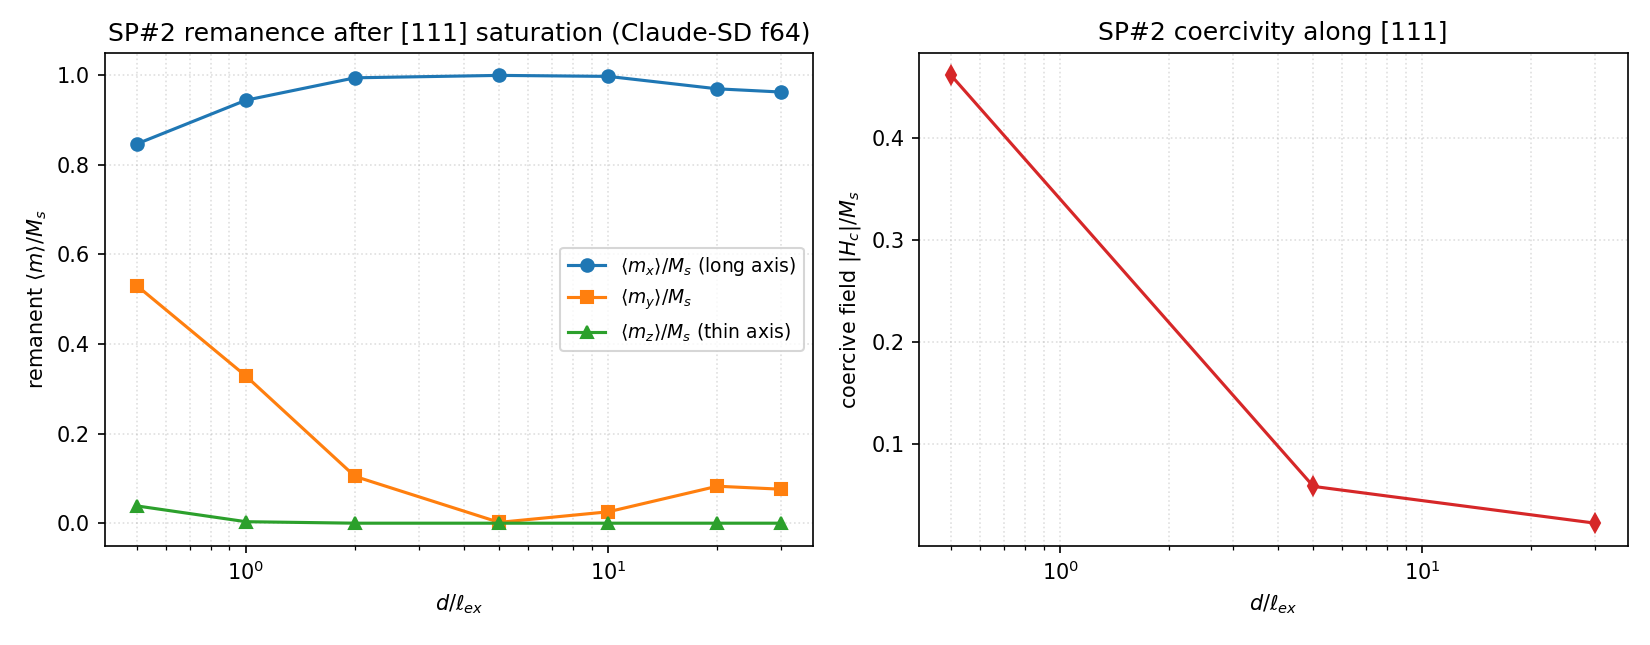 SP#2 remanence after [111] saturation (Claude-SD f64)
remanent ⟨m⟩/Mₛ
1.0
0.8
0.6
0.4
0.2
0.0
⟨mₓ⟩/Mₛ (long axis)
⟨m_y⟩/Mₛ
⟨m_z⟩/Mₛ (thin axis)
10⁰
10¹
d/ℓₑₓ
SP#2 coercivity along [111]
coercive field |H_c|/Mₛ
0.4
0.3
0.2
0.1
10⁰
10¹
d/ℓₑₓ